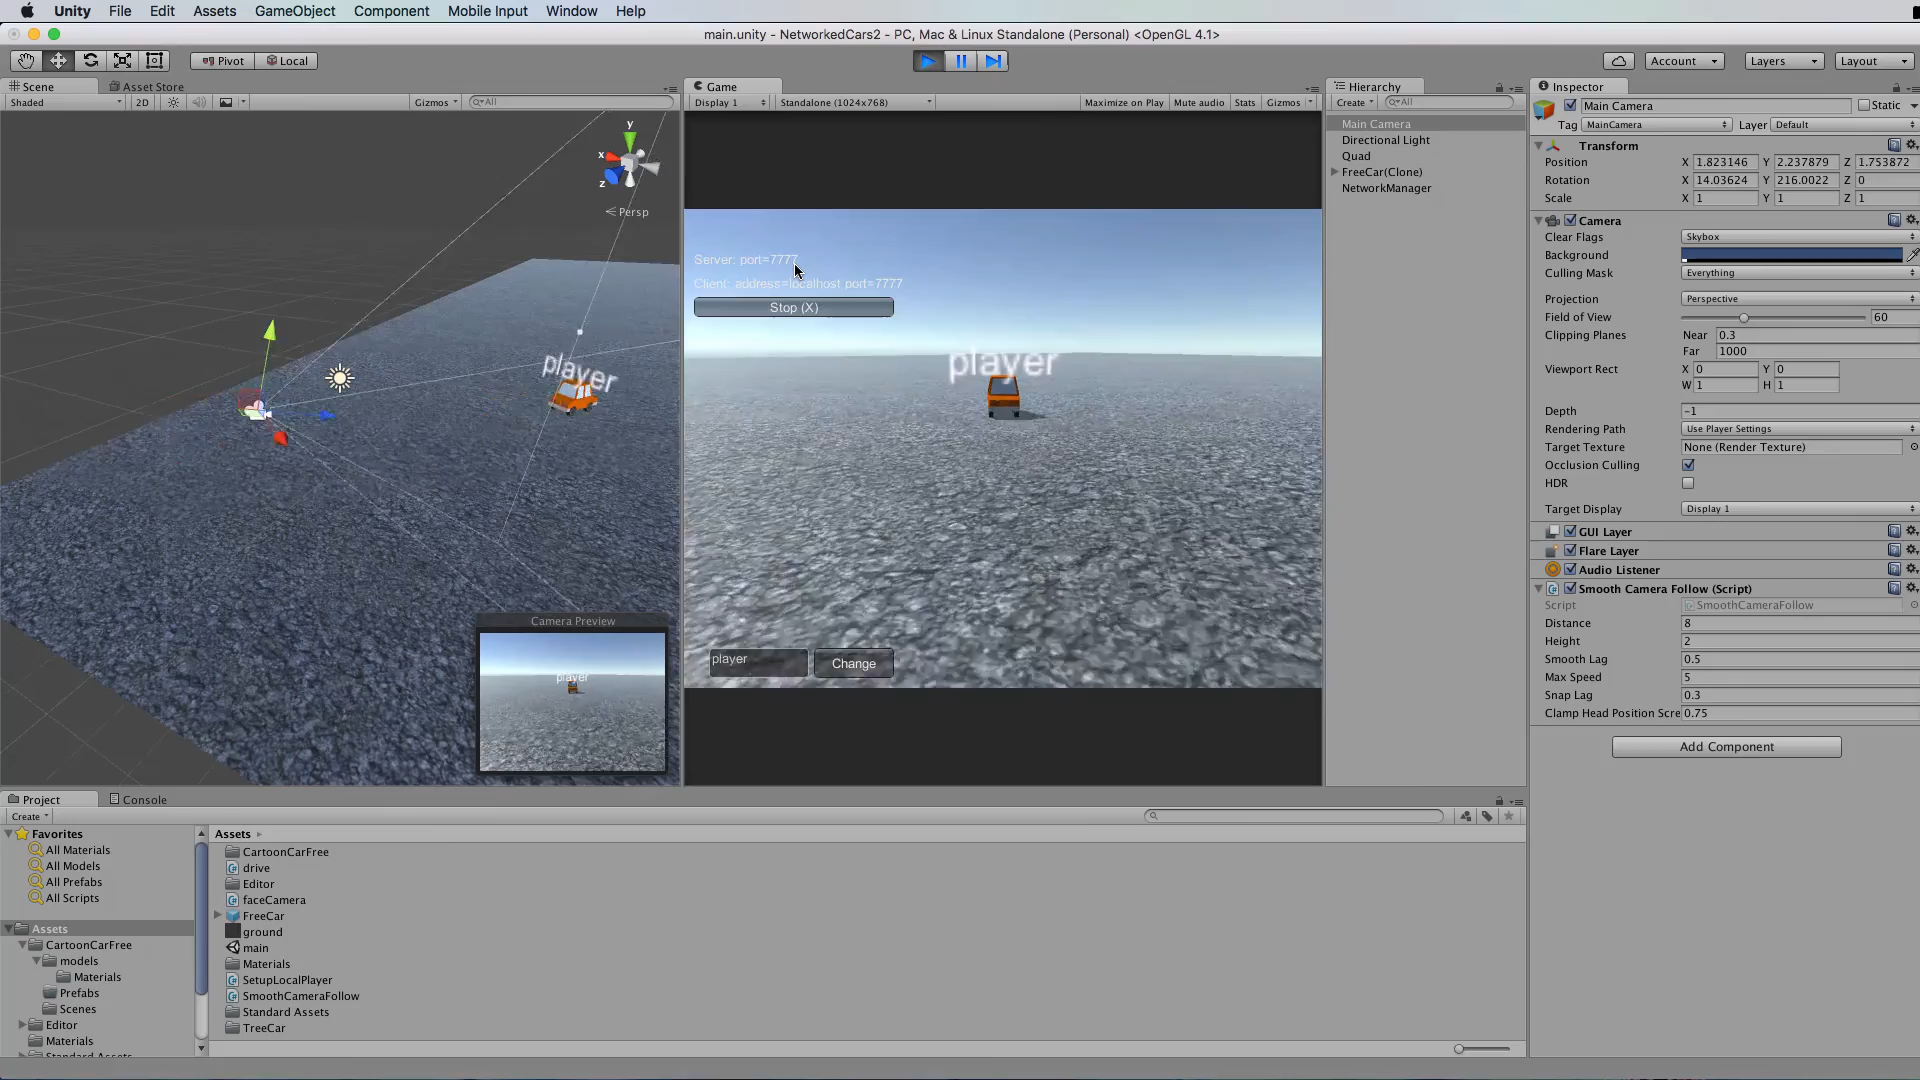 Unity File Edit Assets GameObject Component Mobile Input Window Help
main.unity - NetworkedCars2 - PC, Mac & Linux Standalone (Personal) <OpenGL 4.1>
Pivot Local Account Layers Layout
Scene Asset Store
Shaded 2D Gizmos All
y
x
z
Persp
player
Camera Preview
player
Game
Display 1 Standalone (1024x768) Maximize on Play Mute audio Stats Gizmos
Server: port=7777
Client: address=localhost port=7777
Stop (X)
player
player Change
Hierarchy
Create All
Main Camera
Directional Light
Quad
FreeCar(Clone)
NetworkManager
Inspector
Main Camera Static
Tag MainCamera Layer Default
Transform
Position X 1.823146 Y 2.237879 Z 1.753872
Rotation X 14.03624 Y 216.0022 Z 0
Scale X 1 Y 1 Z 1
Camera
Clear Flags Skybox
Background
Culling Mask Everything
Projection Perspective
Field of View 60
Clipping Planes Near 0.3
Far 1000
Viewport Rect X 0 Y 0
W 1 H 1
Depth -1
Rendering Path Use Player Settings
Target Texture None (Render Texture)
Occlusion Culling
HDR
Target Display Display 1
GUI Layer
Flare Layer
Audio Listener
Smooth Camera Follow (Script)
Script SmoothCameraFollow
Distance 8
Height 2
Smooth Lag 0.5
Max Speed 5
Snap Lag 0.3
Clamp Head Position Scre 0.75
Add Component
Project Console
Create
Favorites
All Materials
All Models
All Prefabs
All Scripts
Assets
CartoonCarFree
models
Materials
Prefabs
Scenes
Editor
Materials
Standard Assets
Assets
CartoonCarFree
drive
Editor
faceCamera
FreeCar
ground
main
Materials
SetupLocalPlayer
SmoothCameraFollow
Standard Assets
TreeCar